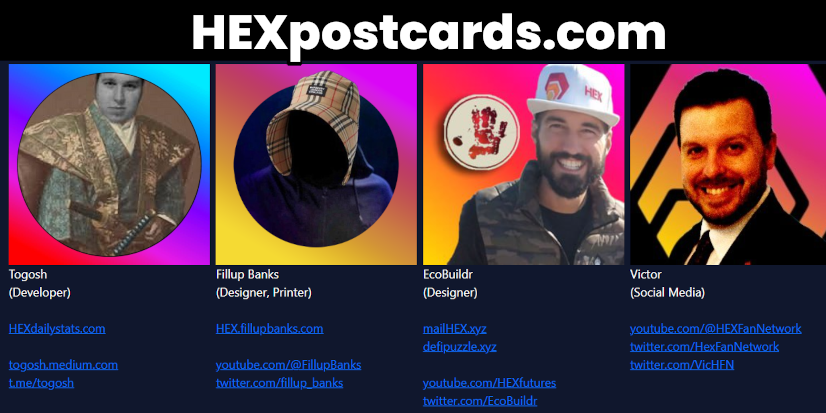 HEXpostcards.com
HEX
Togosh
(Developer)
HEXdailystats.com
togosh.medium.com
t.me/togosh
Fillup Banks
(Designer, Printer)
HEX.fillupbanks.com
youtube.com/@FillupBanks
twitter.com/fillup_banks
EcoBuildr
(Designer)
mailHEX.xyz
defipuzzle.xyz
youtube.com/HEXfutures
twitter.com/EcoBuildr
Victor
(Social Media)
youtube.com/@HEXFanNetwork
twitter.com/HexFanNetwork
twitter.com/VicHFN